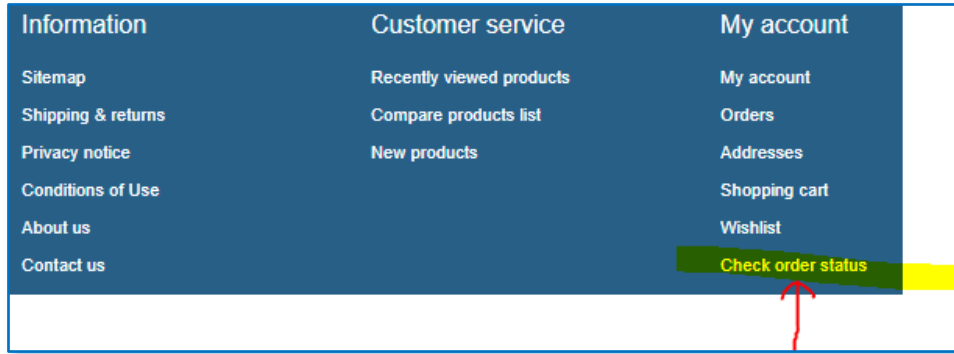 Information
Sitemap
Shipping & returns
Privacy notice
Conditions of Use
About us
Contact us
Customer service
Recently viewed products
Compare products list
New products
My account
My account
Orders
Addresses
Shopping cart
Wishlist
Check order status